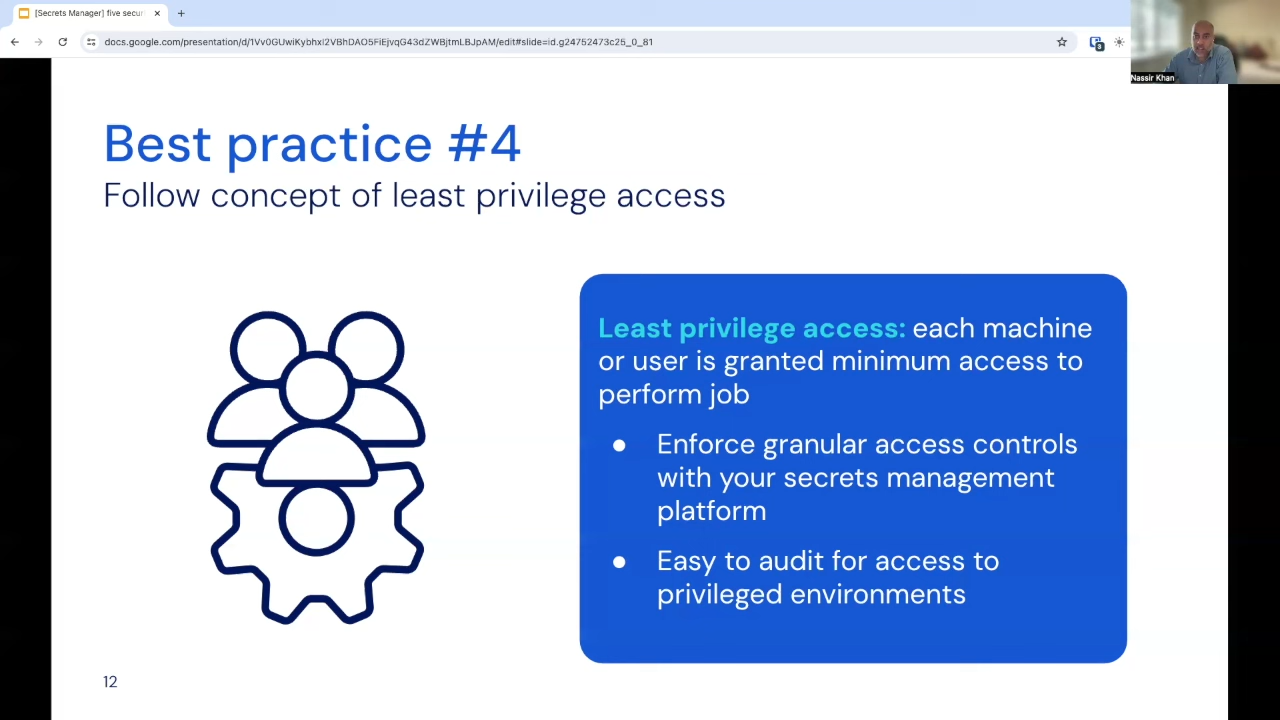 [Secrets Manager] five secur
docs.google.com/presentation/d/1Vv0GUwiKybhxl2VBhDAO5FiEjvqG43dZWBjtmLBJpAM/edit#slide=id.g24752473c25_0_81
Nassir Khan
Best practice #4
Follow concept of least privilege access
Least privilege access: each machine
or user is granted minimum access to
perform job
● Enforce granular access controls
with your secrets management
platform
● Easy to audit for access to
privileged environments
12